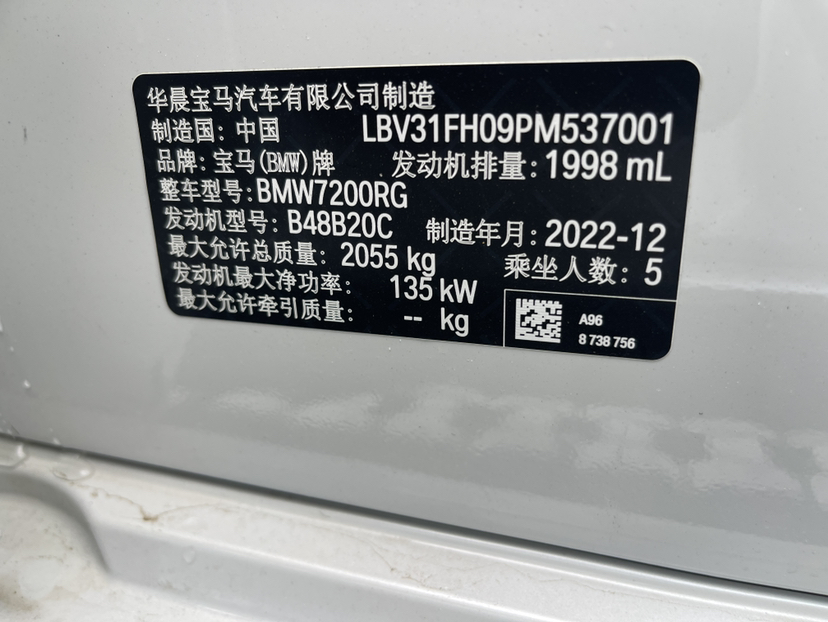 华晨宝马汽车有限公司制造
制造国: 中国 LBV31FH09PM537001
品牌: 宝马(BMW)牌 发动机排量: 1998 mL
整车型号: BMW7200RG
发动机型号: B48B20C 制造年月: 2022-12
最大允许总质量: 2055 kg 乘坐人数: 5
发动机最大净功率: 135 kW
最大允许牵引质量: -- kg
A96
8 738 756